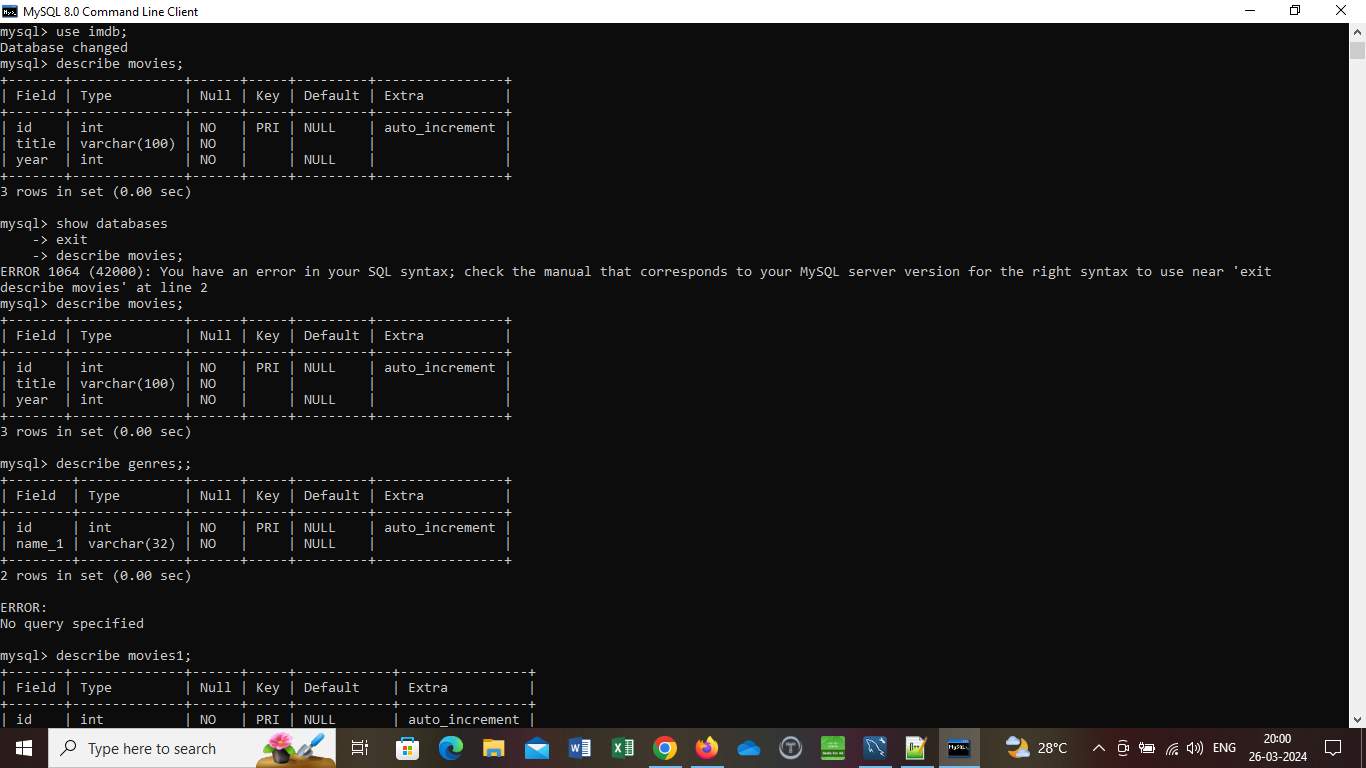 MySQL 8.0 Command Line Client
mysql> use imdb;
Database changed
mysql> describe movies;
+-------+--------------+------+-----+---------+----------------+
| Field | Type         | Null | Key | Default | Extra          |
+-------+--------------+------+-----+---------+----------------+
| id    | int          | NO   | PRI | NULL    | auto_increment |
| title | varchar(100) | NO   |     |         |                |
| year  | int          | NO   |     | NULL    |                |
+-------+--------------+------+-----+---------+----------------+
3 rows in set (0.00 sec)
mysql> show databases
    -> exit
    -> describe movies;
ERROR 1064 (42000): You have an error in your SQL syntax; check the manual that corresponds to your MySQL server version for the right syntax to use near 'exit
describe movies' at line 2
mysql> describe movies;
+-------+--------------+------+-----+---------+----------------+
| Field | Type         | Null | Key | Default | Extra          |
+-------+--------------+------+-----+---------+----------------+
| id    | int          | NO   | PRI | NULL    | auto_increment |
| title | varchar(100) | NO   |     |         |                |
| year  | int          | NO   |     | NULL    |                |
+-------+--------------+------+-----+---------+----------------+
3 rows in set (0.00 sec)
mysql> describe genres;;
+--------+-------------+------+-----+---------+----------------+
| Field  | Type        | Null | Key | Default | Extra          |
+--------+-------------+------+-----+---------+----------------+
| id     | int         | NO   | PRI | NULL    | auto_increment |
| name_1 | varchar(32) | NO   |     | NULL    |                |
+--------+-------------+------+-----+---------+----------------+
2 rows in set (0.00 sec)
ERROR:
No query specified
mysql> describe movies1;
+-------+--------------+------+-----+------------+----------------+
| Field | Type         | Null | Key | Default    | Extra          |
+-------+--------------+------+-----+------------+----------------+
| id    | int          | NO   | PRI | NULL       | auto_increment |
Type here to search
28°C
ENG
20:00
26-03-2024